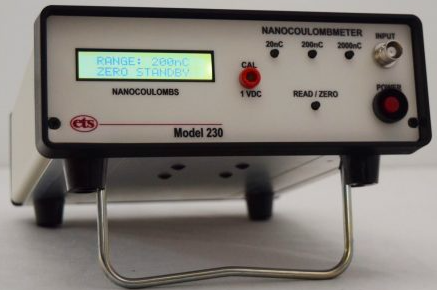 NANOCOULOMBMETER
20nC 200nC 2000nC
INPUT
RANGE: 200nC
ZERO STANDBY
NANOCOULOMBS
CAL
1 VDC
READ / ZERO
POWER
ets
Model 230